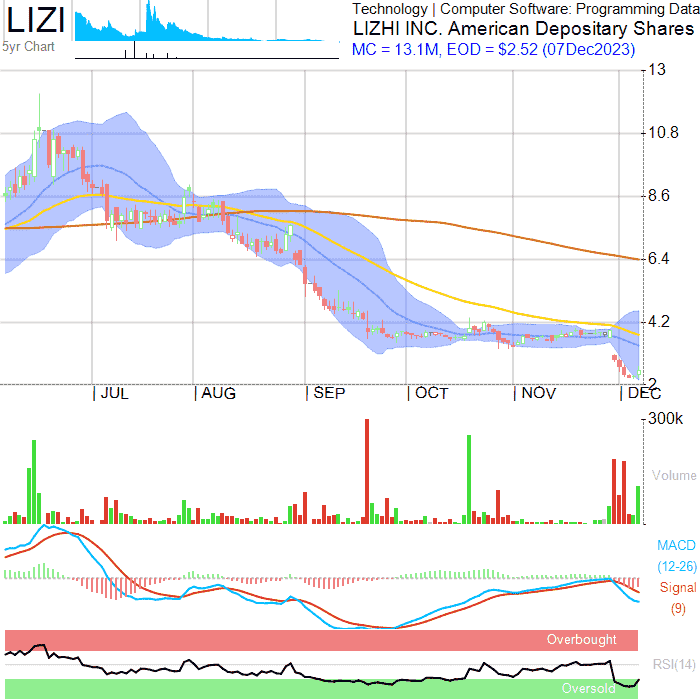 LIZI
5yr Chart
Technology | Computer Software: Programming Data
LIZHI INC. American Depositary Shares
MC = 13.1M, EOD = $2.52 (07Dec2023)
13
10.8
8.6
6.4
4.2
2
JUL
AUG
SEP
OCT
NOV
DEC
300k
Volume
MACD
(12-26)
Signal
(9)
Overbought
RSI(14)
Oversold